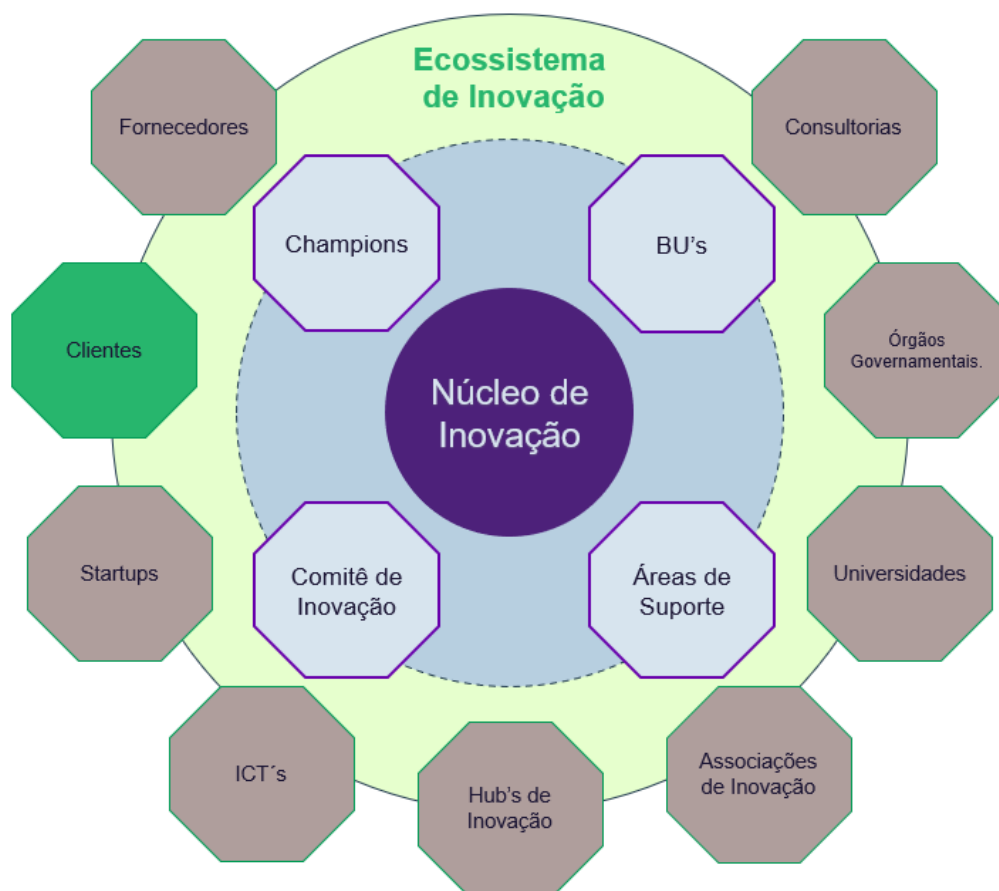 Ecossistema
de Inovação
Fornecedores
Consultorias
Champions
BU's
Clientes
Órgãos
Governamentais.
Núcleo de
Inovação
Startups
Comitê de
Inovação
Áreas de
Suporte
Universidades
ICT´s
Hub's de
Inovação
Associações
de Inovação